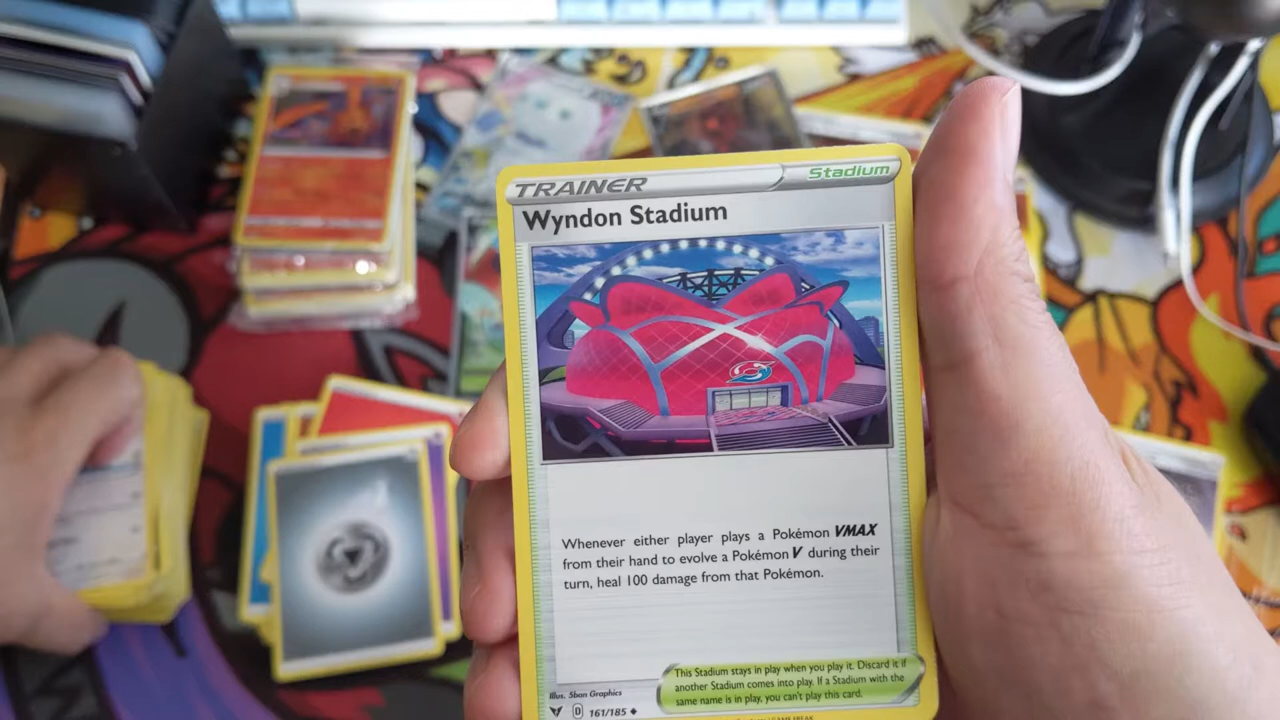 TRAINER
Stadium
Wyndon Stadium
Whenever either player plays a Pokémon VMAX
from their hand to evolve a Pokémon V during their
turn, heal 100 damage from that Pokémon.
This Stadium stays in play when you play it. Discard it if
another Stadium comes into play. If a Stadium with the
same name is in play, you can't play this card.
Illus. 5ban Graphics
D 161/185